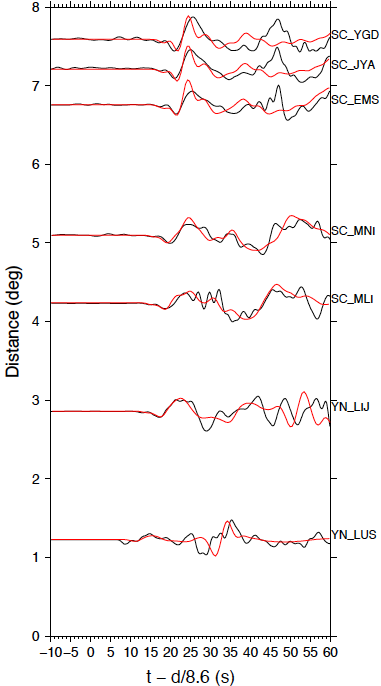 8
SC_YGD
SC_JYA
7
SC_EMS
6
SC_MNI
5
SC_MLI
4
Distance (deg)
3
YN_LIJ
2
YN_LUS
1
0
−10 −5 0 5 10 15 20 25 30 35 40 45 50 55 60
t − d/8.6 (s)